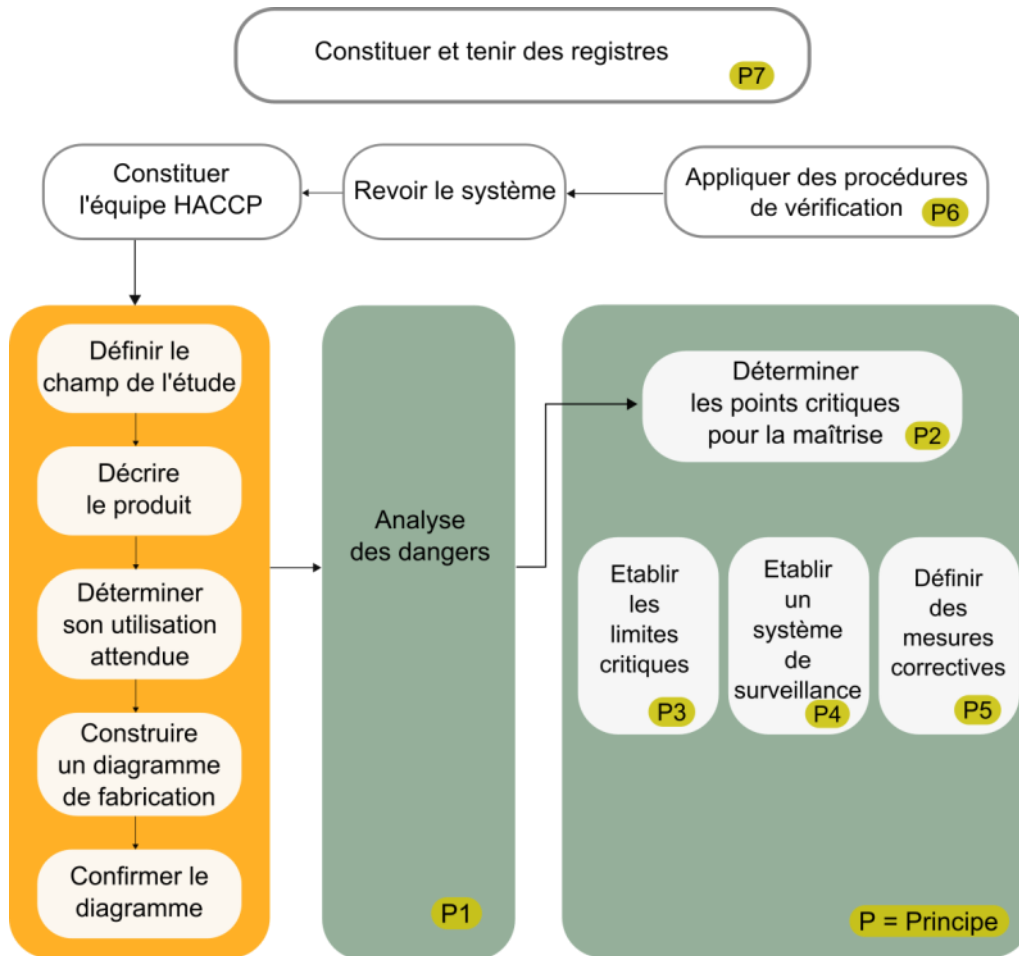 Constituer et tenir des registres
P7
Constituer
l'équipe HACCP
Revoir le système
Appliquer des procédures
de vérification
P6
Définir le
champ de l'étude
Décrire
le produit
Déterminer
son utilisation
attendue
Construire
un diagramme
de fabrication
Confirmer le
diagramme
Analyse
des dangers
P1
Déterminer
les points critiques
pour la maîtrise
P2
Etablir
les
limites
critiques
P3
Etablir
un
système
de
surveillance
P4
Définir
des
mesures
correctives
P5
P = Principe